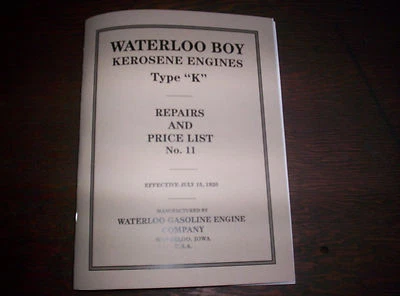 WATERLOO BOY
KEROSENE ENGINES
Type "K"
REPAIRS
AND
PRICE LIST
No. 11
EFFECTIVE JULY 15, 1920
MANUFACTURED BY
WATERLOO GASOLINE ENGINE
COMPANY
WATERLOO, IOWA
U.S.A.